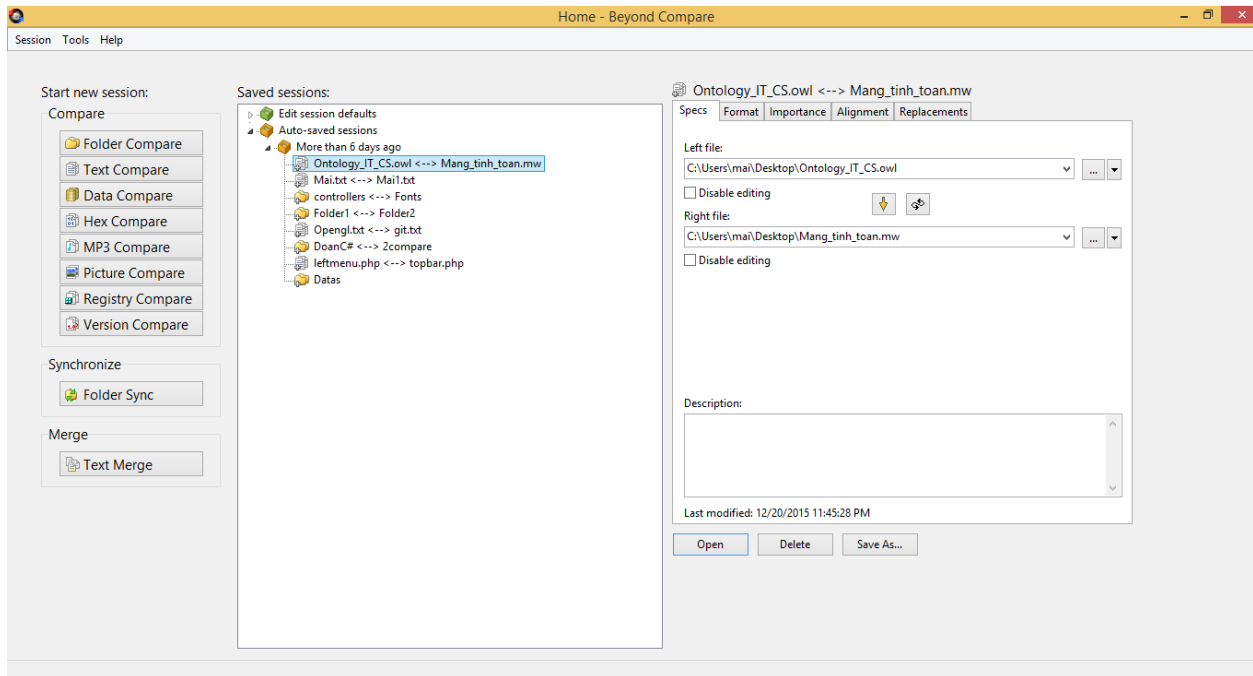 Home - Beyond Compare
Session Tools Help
Start new session:
Compare
Folder Compare
Text Compare
Data Compare
Hex Compare
MP3 Compare
Picture Compare
Registry Compare
Version Compare
Synchronize
Folder Sync
Merge
Text Merge
Saved sessions:
Edit session defaults
Auto-saved sessions
More than 6 days ago
Ontology_IT_CS.owl <--> Mang_tinh_toan.mw
Mai.txt <--> Mai1.txt
controllers <--> Fonts
Folder1 <--> Folder2
Opengl.txt <--> git.txt
DoanC# <--> 2compare
leftmenu.php <--> topbar.php
Datas
Ontology_IT_CS.owl <--> Mang_tinh_toan.mw
Specs Format Importance Alignment Replacements
Left file:
C:\Users\mai\Desktop\Ontology_IT_CS.owl
...
Disable editing
Right file:
C:\Users\mai\Desktop\Mang_tinh_toan.mw
...
Disable editing
Description:
Last modified: 12/20/2015 11:45:28 PM
Open Delete Save As...